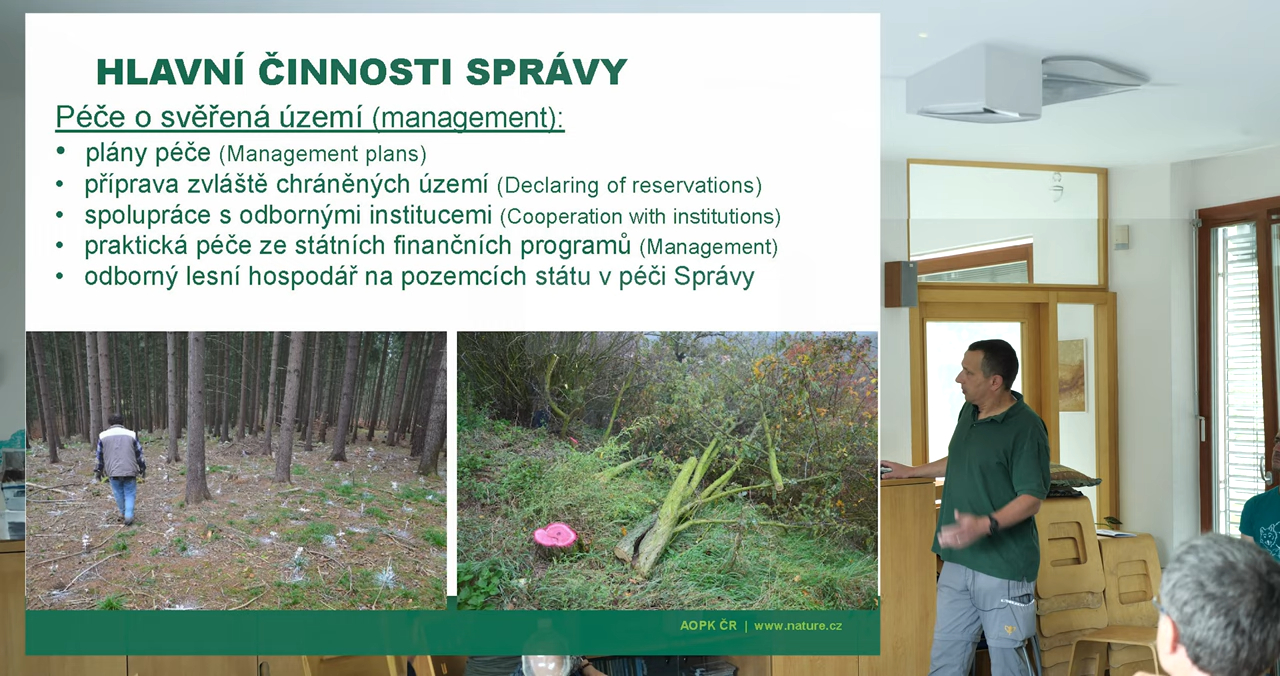 HLAVNÍ ČINNOSTI SPRÁVY
Péče o svěřená území (management):
• plány péče (Management plans)
• příprava zvláště chráněných území (Declaring of reservations)
• spolupráce s odbornými institucemi (Cooperation with institutions)
• praktická péče ze státních finančních programů (Management)
• odborný lesní hospodář na pozemcích státu v péči Správy
AOPK ČR | www.nature.cz